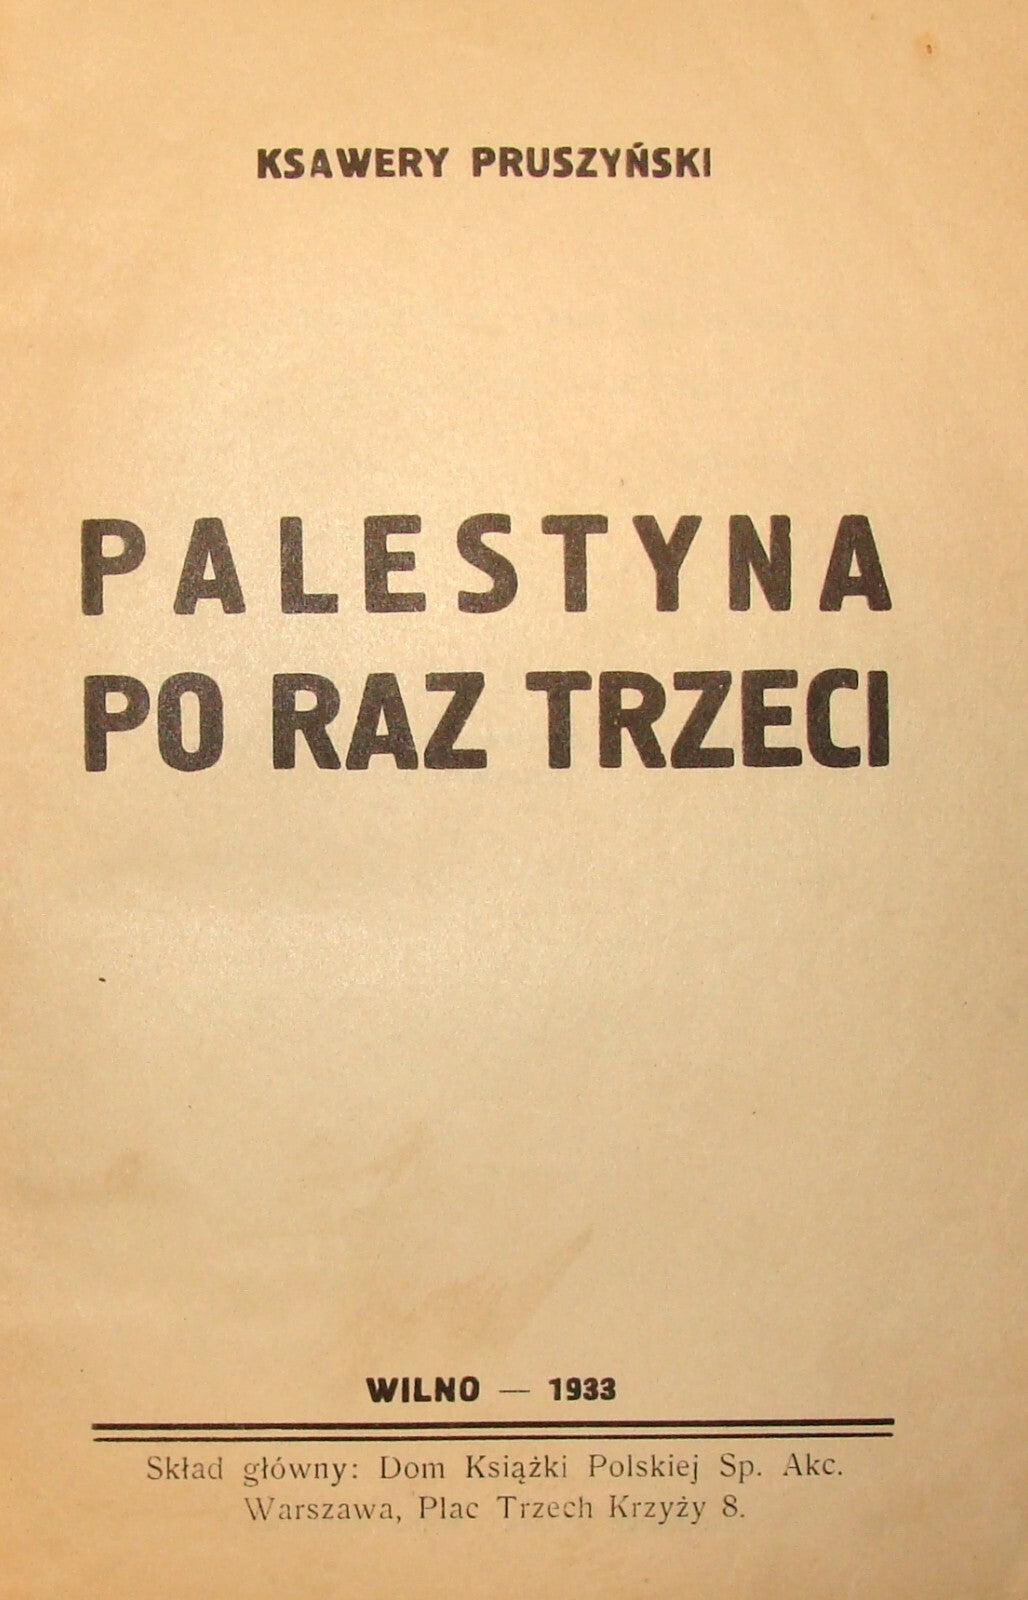 KSAWERY PRUSZYŃSKI
PALESTYNA
PO RAZ TRZECI
WILNO — 1933
Skład główny: Dom Książki Polskiej Sp. Akc.
Warszawa, Plac Trzech Krzyży 8.